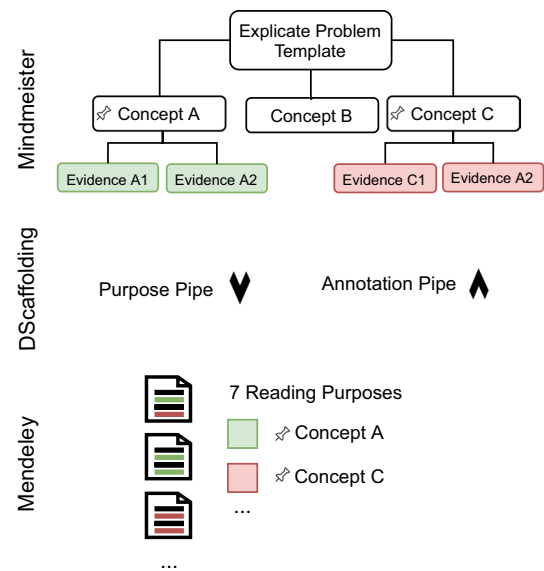 Explicate Problem
Template
Mindmeister
Concept A
Concept B
Concept C
Evidence A1
Evidence A2
Evidence C1
Evidence A2
DScaffolding
Purpose Pipe
Annotation Pipe
Mendeley
7 Reading Purposes
Concept A
Concept C
...
...